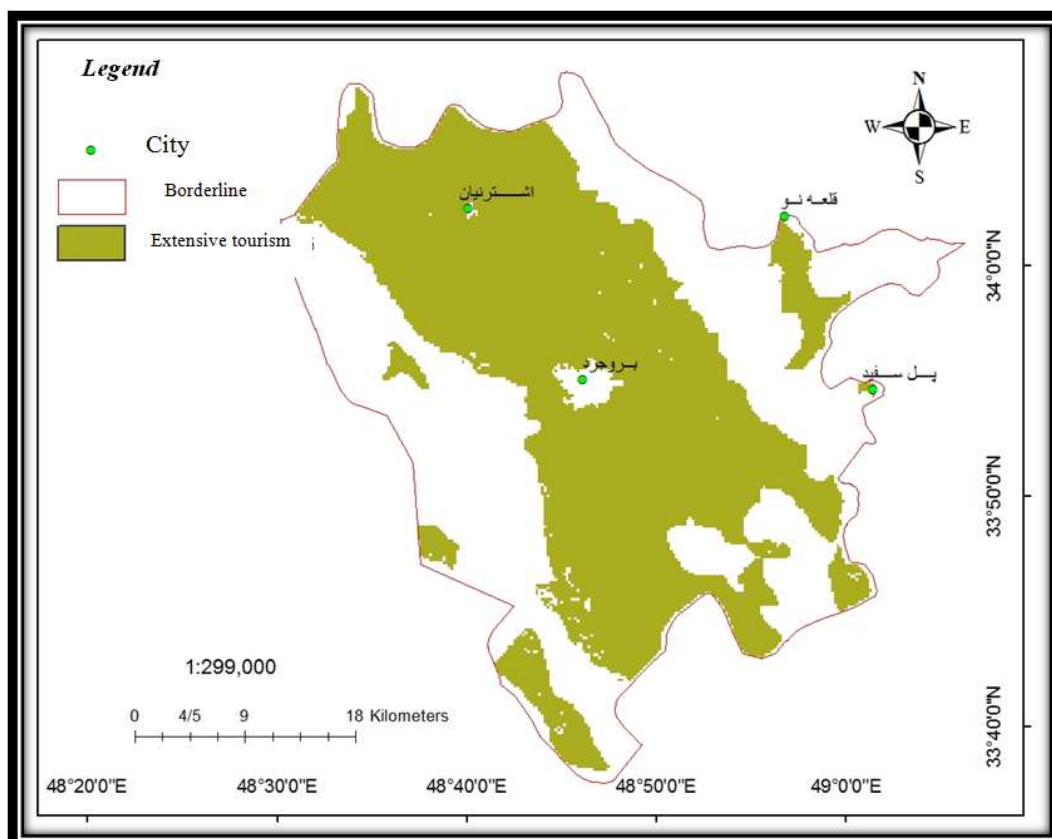 Legend
City
Borderline
Extensive tourism
N
W
E
S
اشترنیان
قلعه نو
بروجرد
پل سفید
34°0'0"N
33°50'0"N
33°40'0"N
1:299,000
0 4/5 9 18 Kilometers
48°20'0"E 48°30'0"E 48°40'0"E 48°50'0"E 49°0'0"E